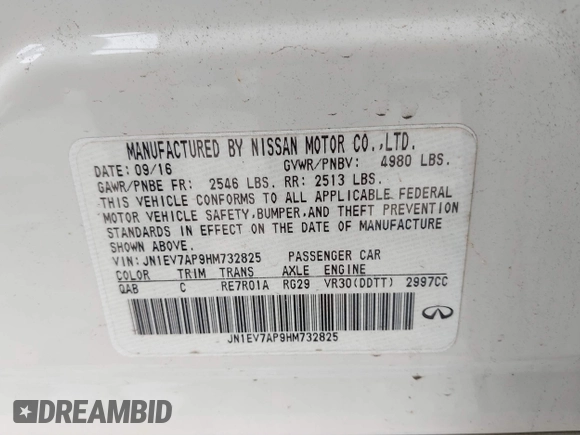 MANUFACTURED BY NISSAN MOTOR CO.,LTD.
DATE: 09/16 GVWR/PNBV: 4980 LBS.
GAWR/PNBE FR: 2546 LBS. RR: 2513 LBS.
THIS VEHICLE CONFORMS TO ALL APPLICABLE FEDERAL
MOTOR VEHICLE SAFETY,BUMPER,AND THEFT PREVENTION
STANDARDS IN EFFECT ON THE DATE OF MANUFACTURE
SHOWN ABOVE.
VIN: JN1EV7AP9HM732825 PASSENGER CAR
COLOR TRIM TRANS AXLE ENGINE
QAB C RE7R01A RG29 VR30(DDTT) 2997CC
JN1EV7AP9HM732825
DREAMBID